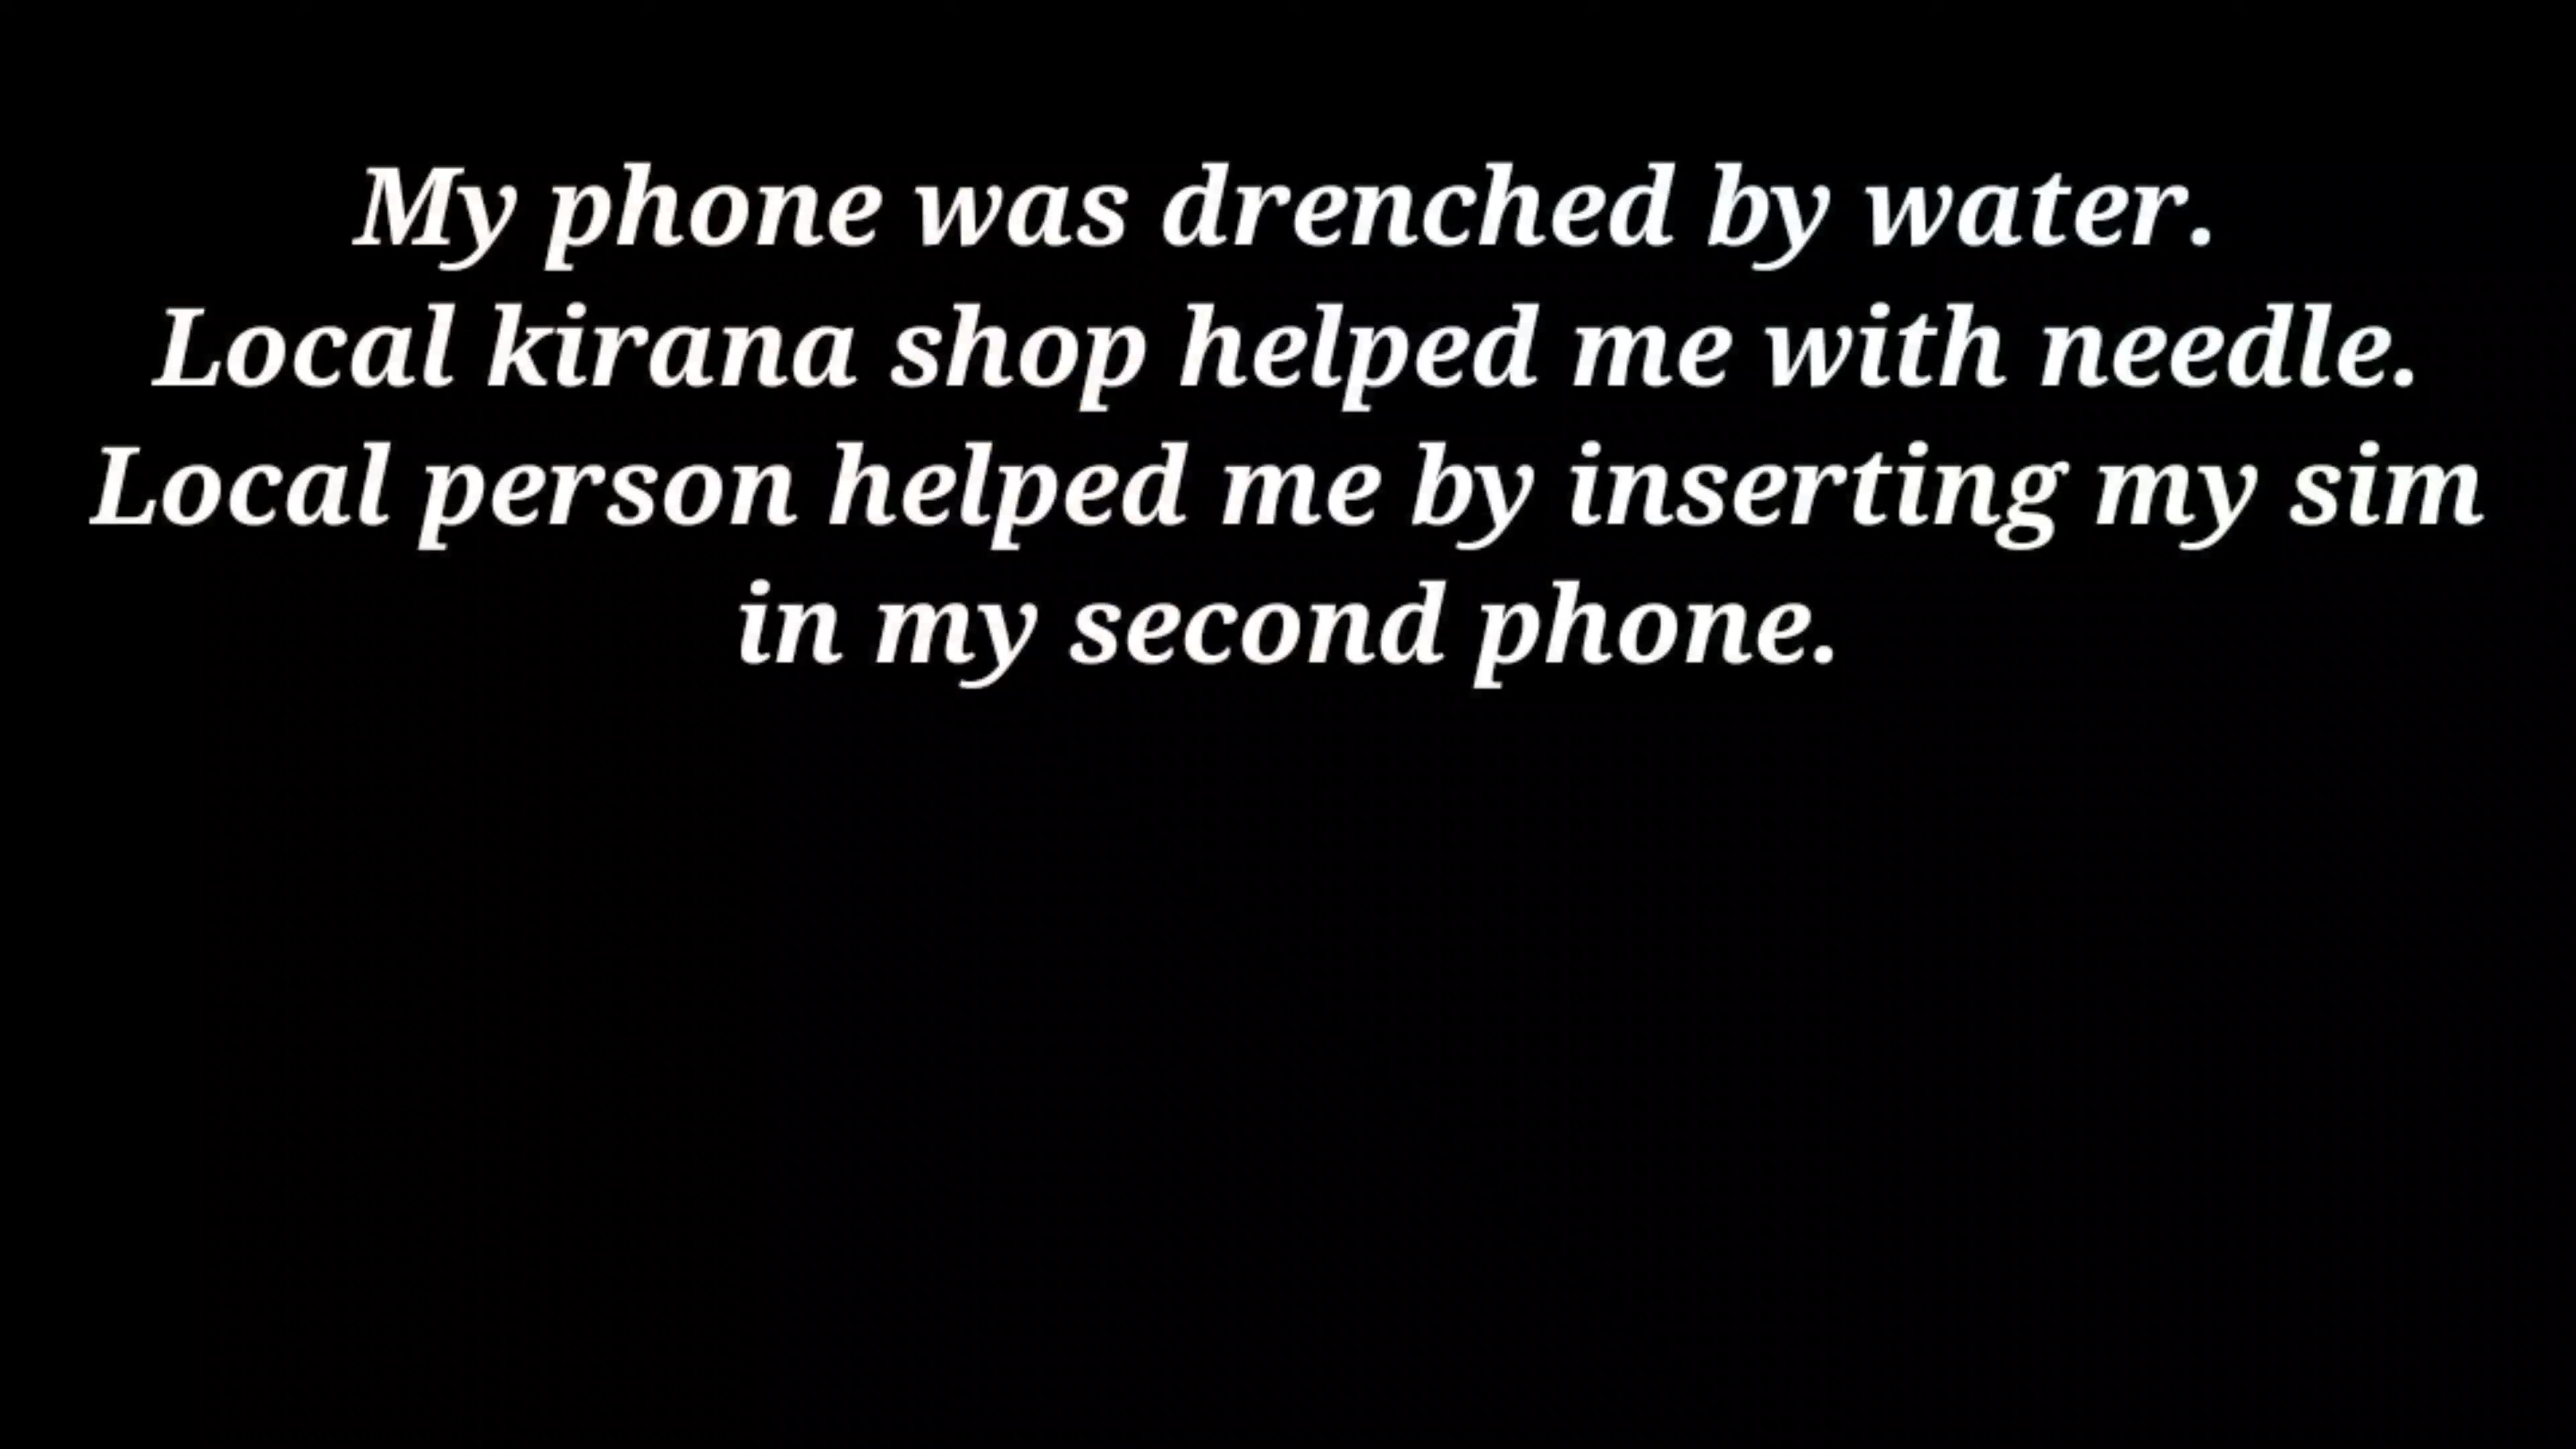 My phone was drenched by water.
Local kirana shop helped me with needle.
Local person helped me by inserting my sim
in my second phone.